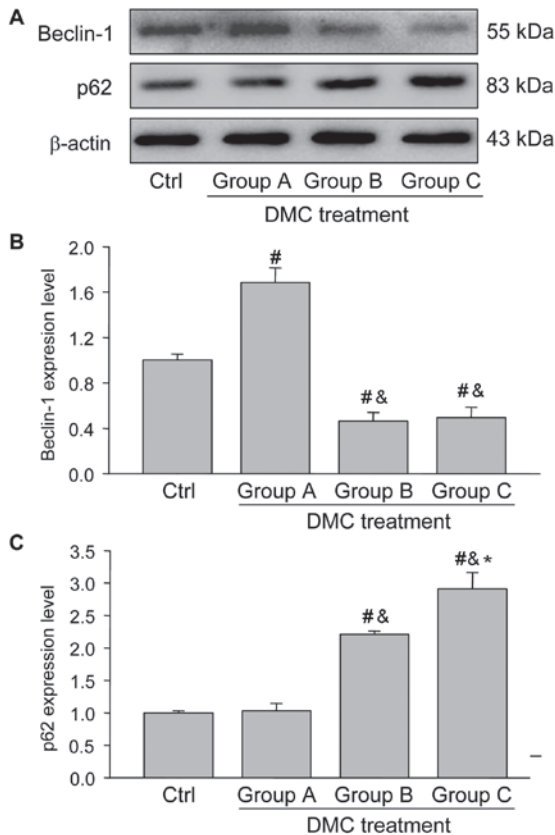 A
Beclin-1 55 kDa
p62 83 kDa
β-actin 43 kDa
Ctrl Group A Group B Group C
DMC treatment
B
Beclin-1 expresion level
2.0
1.6
1.2
0.8
0.4
0.0
#
#&
#&
Ctrl Group A Group B Group C
DMC treatment
C
p62 expression level
3.5
3.0
2.5
2.0
1.5
1.0
0.5
0.0
#&
#&*
Ctrl Group A Group B Group C
DMC treatment